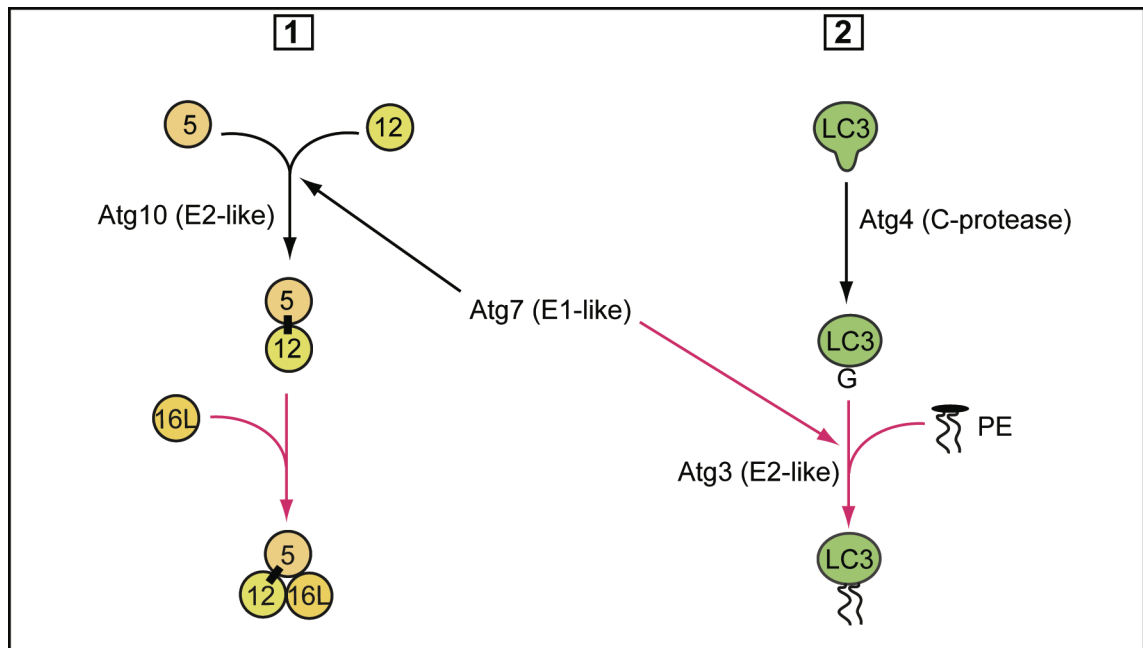 1
2
5
12
LC3
Atg10 (E2-like)
Atg4 (C-protease)
5
12
Atg7 (E1-like)
LC3
G
16L
PE
Atg3 (E2-like)
5
12
16L
LC3